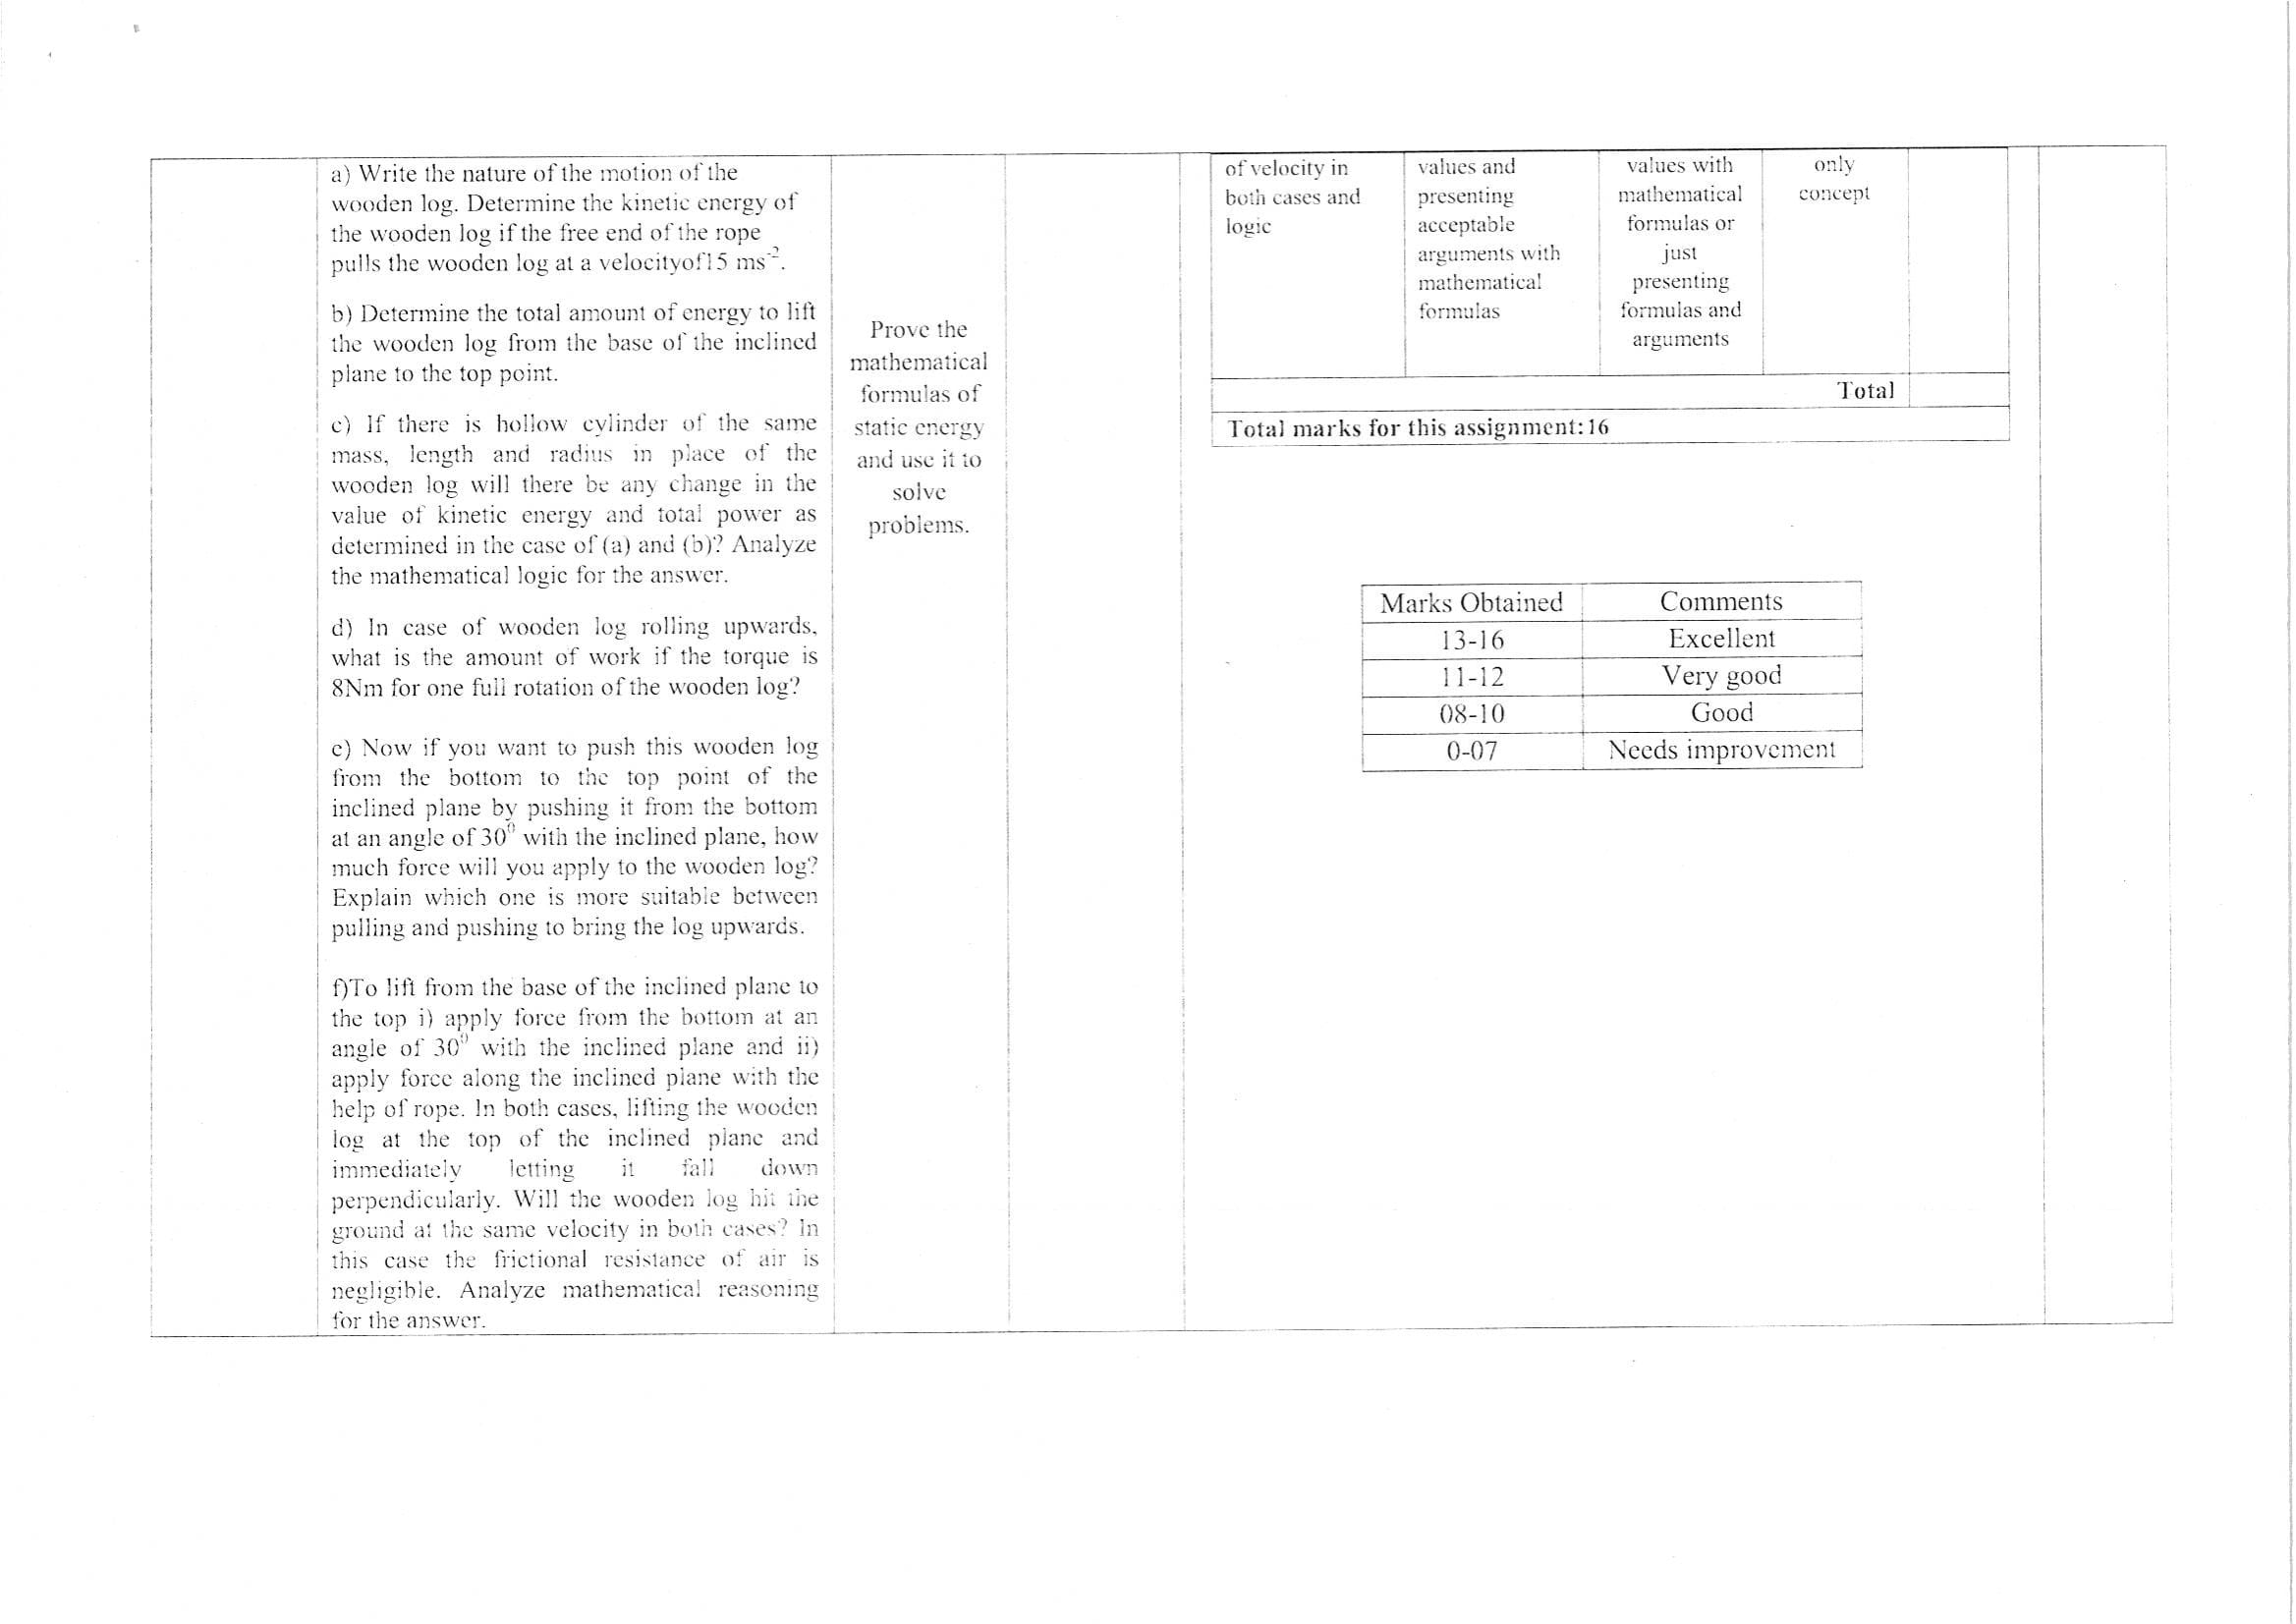 a) Write the nature of the motion of the
wooden log. Determine the kinetic energy of
the wooden log if the free end of the rope
pulls the wooden log at a velocityof15 ms⁻².
b) Determine the total amount of energy to lift
the wooden log from the base of the inclined
plane to the top point.
c) If there is hollow cylinder of the same
mass, length and radius in place of the
wooden log will there be any change in the
value of kinetic energy and total power as
determined in the case of (a) and (b)? Analyze
the mathematical logic for the answer.
d) In case of wooden log rolling upwards,
what is the amount of work if the torque is
8Nm for one full rotation of the wooden log?
e) Now if you want to push this wooden log
from the bottom to the top point of the
inclined plane by pushing it from the bottom
at an angle of 30⁰ with the inclined plane, how
much force will you apply to the wooden log?
Explain which one is more suitable between
pulling and pushing to bring the log upwards.
f)To lift from the base of the inclined plane to
the top i) apply force from the bottom at an
angle of 30⁰ with the inclined plane and ii)
apply force along the inclined plane with the
help of rope. In both cases, lifting the wooden
log at the top of the inclined plane and
immediately letting it fall down
perpendicularly. Will the wooden log hit the
ground at the same velocity in both cases? In
this case the frictional resistance of air is
negligible. Analyze mathematical reasoning
for the answer.
Prove the
mathematical
formulas of
static energy
and use it to
solve
problems.
of velocity in
both cases and
logic
values and
presenting
acceptable
arguments with
mathematical
formulas
values with
mathematical
formulas or
just
presenting
formulas and
arguments
only
concept
Total
Total marks for this assignment:16
Marks Obtained Comments
13-16 Excellent
11-12 Very good
08-10 Good
0-07 Needs improvement